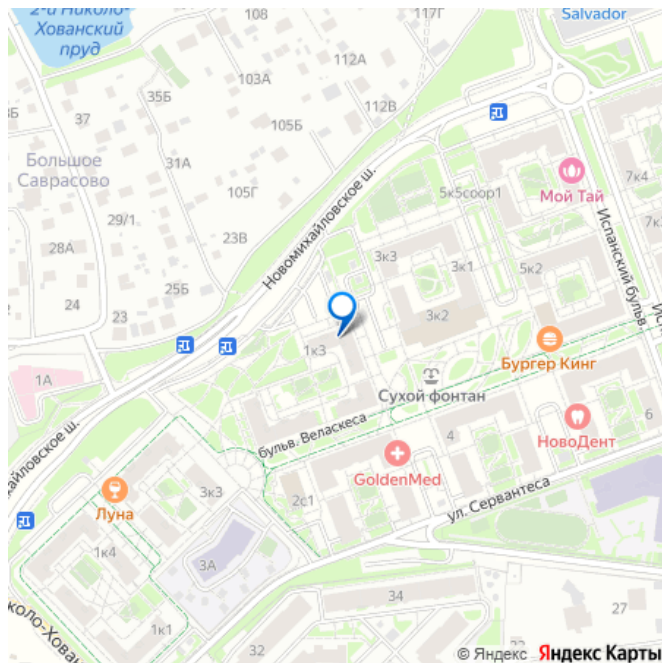 2-й Николо-
Хованский
пруд
108
117Г
Salvador
103А
112А
35Б
37
105Б
112В
Большое
Саврасово
31А
105Г
29/1
23В
28А
25Б
24
23
1А
Новомихайловское ш.
5к5соор1
Мой Тай
7к4
3к3
3к1
5к2
Испанский бульв.
3к2
1к3
Бургер Кинг
Сухой фонтан
бульв. Веласкеса
4
НовоДент
6
GoldenMed
2с1
ул. Сервантеса
3к3
Луна
1к4
3А
1к1
34
32
27
© Яндекс Яндекс Карты